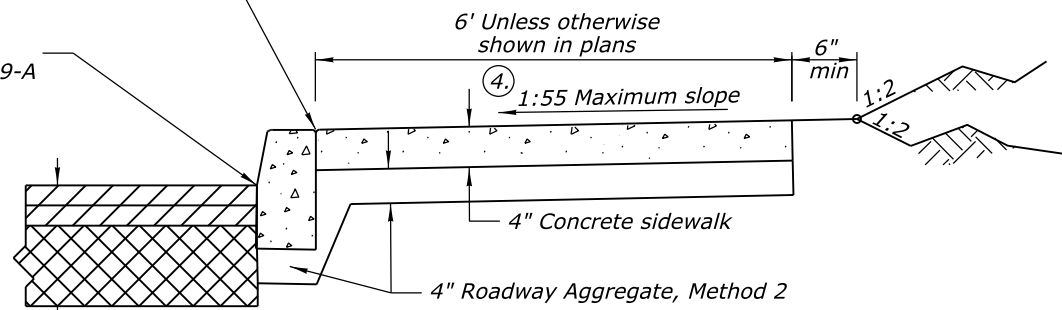 6' Unless otherwise
shown in plans
6"
min
9-A
4.
1:55 Maximum slope
1:2
1:2
4" Concrete sidewalk
4" Roadway Aggregate, Method 2